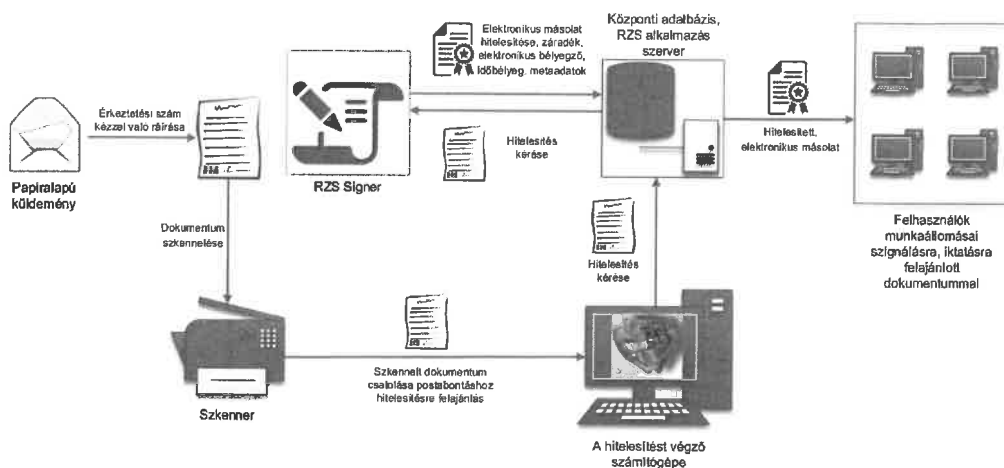 Elektronikus másolat
hitelesítése, záradék,
elektronikus bélyegző,
időbélyeg, metaadatok
Központi adatbázis,
RZS alkalmazás
szerver
Érkeztetési szám
kézzel való ráírása
Hitelesítés
kérése
Hitelesített,
elektronikus másolat
Papíralapú
küldemény
RZS Signer
Dokumentum
szkennelése
Hitelesítés
kérése
Felhasználók
munkaállomásai
szignálásra, iktatásra
felajánlott
dokumentummal
Szkennelt dokumentum
csatolása postabontáshoz
hitelesítésre felajánlás
Szkenner
A hitelesítést végző
számítógépe